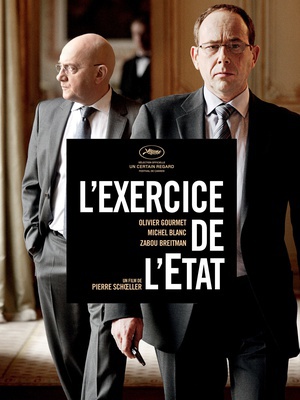 SÉLECTION OFFICIELLE
UN CERTAIN REGARD
FESTIVAL DE CANNES
L'EXERCICE
OLIVIER GOURMET
MICHEL BLANC
ZABOU BREITMAN
DE
UN FILM DE
PIERRE SCHŒLLER
L'ETAT